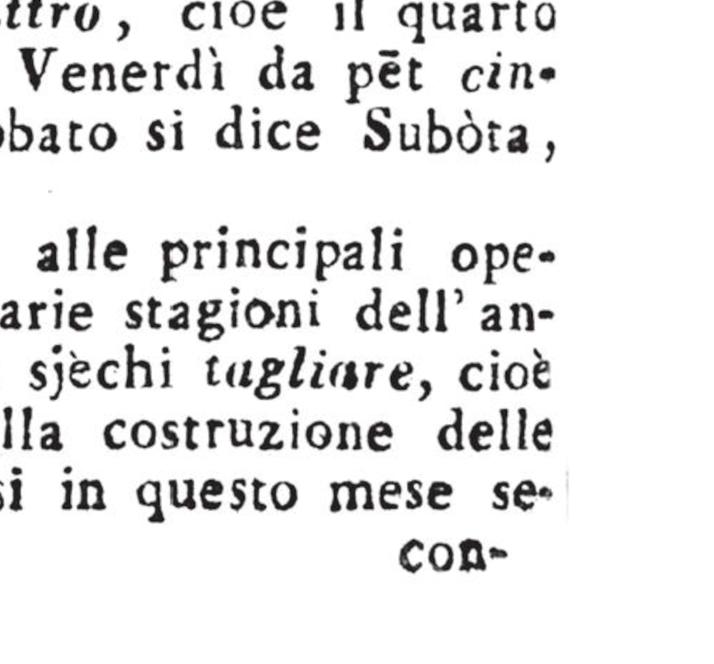 ttro, cioè il quarto
Venerdì da pēt cin-
bato si dice Subòta,
alle principali ope-
arie stagioni dell' an-
sjèchi tagliare, cioè
lla costruzione delle
si in questo mese se-
con-